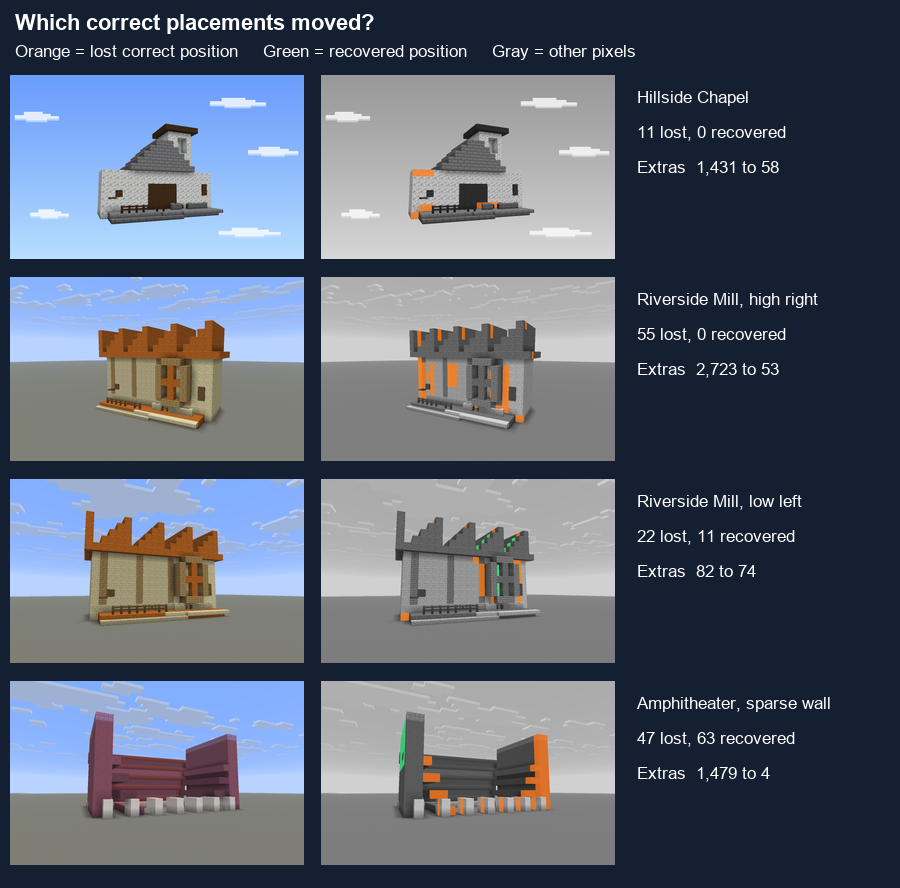 Which correct placements moved?
Orange = lost correct position Green = recovered position Gray = other pixels
Hillside Chapel
11 lost, 0 recovered
Extras 1,431 to 58
Riverside Mill, high right
55 lost, 0 recovered
Extras 2,723 to 53
Riverside Mill, low left
22 lost, 11 recovered
Extras 82 to 74
Amphitheater, sparse wall
47 lost, 63 recovered
Extras 1,479 to 4